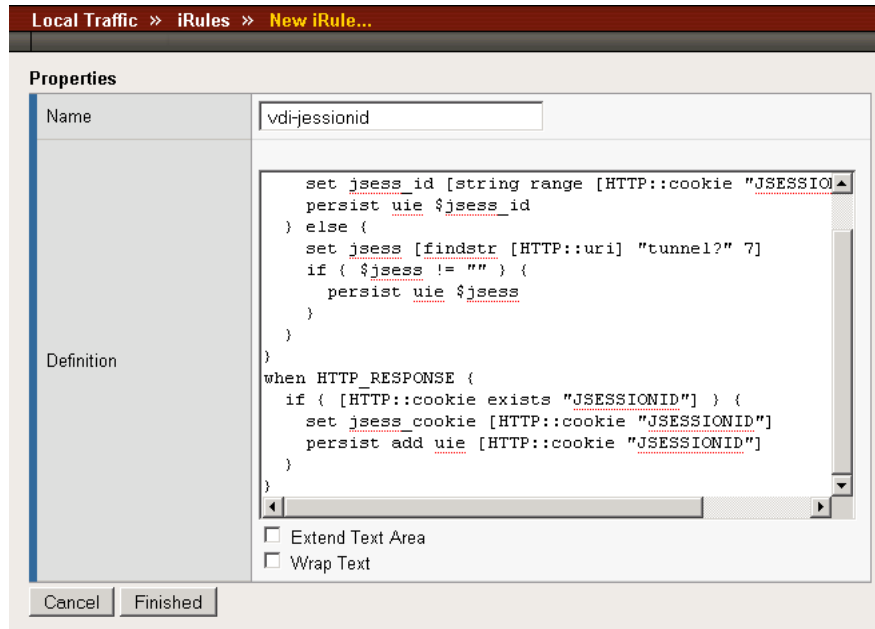 Local Traffic » iRules » New iRule...
Properties
Name
vdi-jessionid
Definition
    set jsess_id [string range [HTTP::cookie "JSESSION
    persist uie $jsess_id
  } else {
    set jsess [findstr [HTTP::uri] "tunnel?" 7]
    if { $jsess != "" } {
      persist uie $jsess
    }
  }
}
when HTTP_RESPONSE {
  if { [HTTP::cookie exists "JSESSIONID"] } {
    set jsess_cookie [HTTP::cookie "JSESSIONID"]
    persist add uie [HTTP::cookie "JSESSIONID"]
  }
}
Extend Text Area
Wrap Text
Cancel Finished